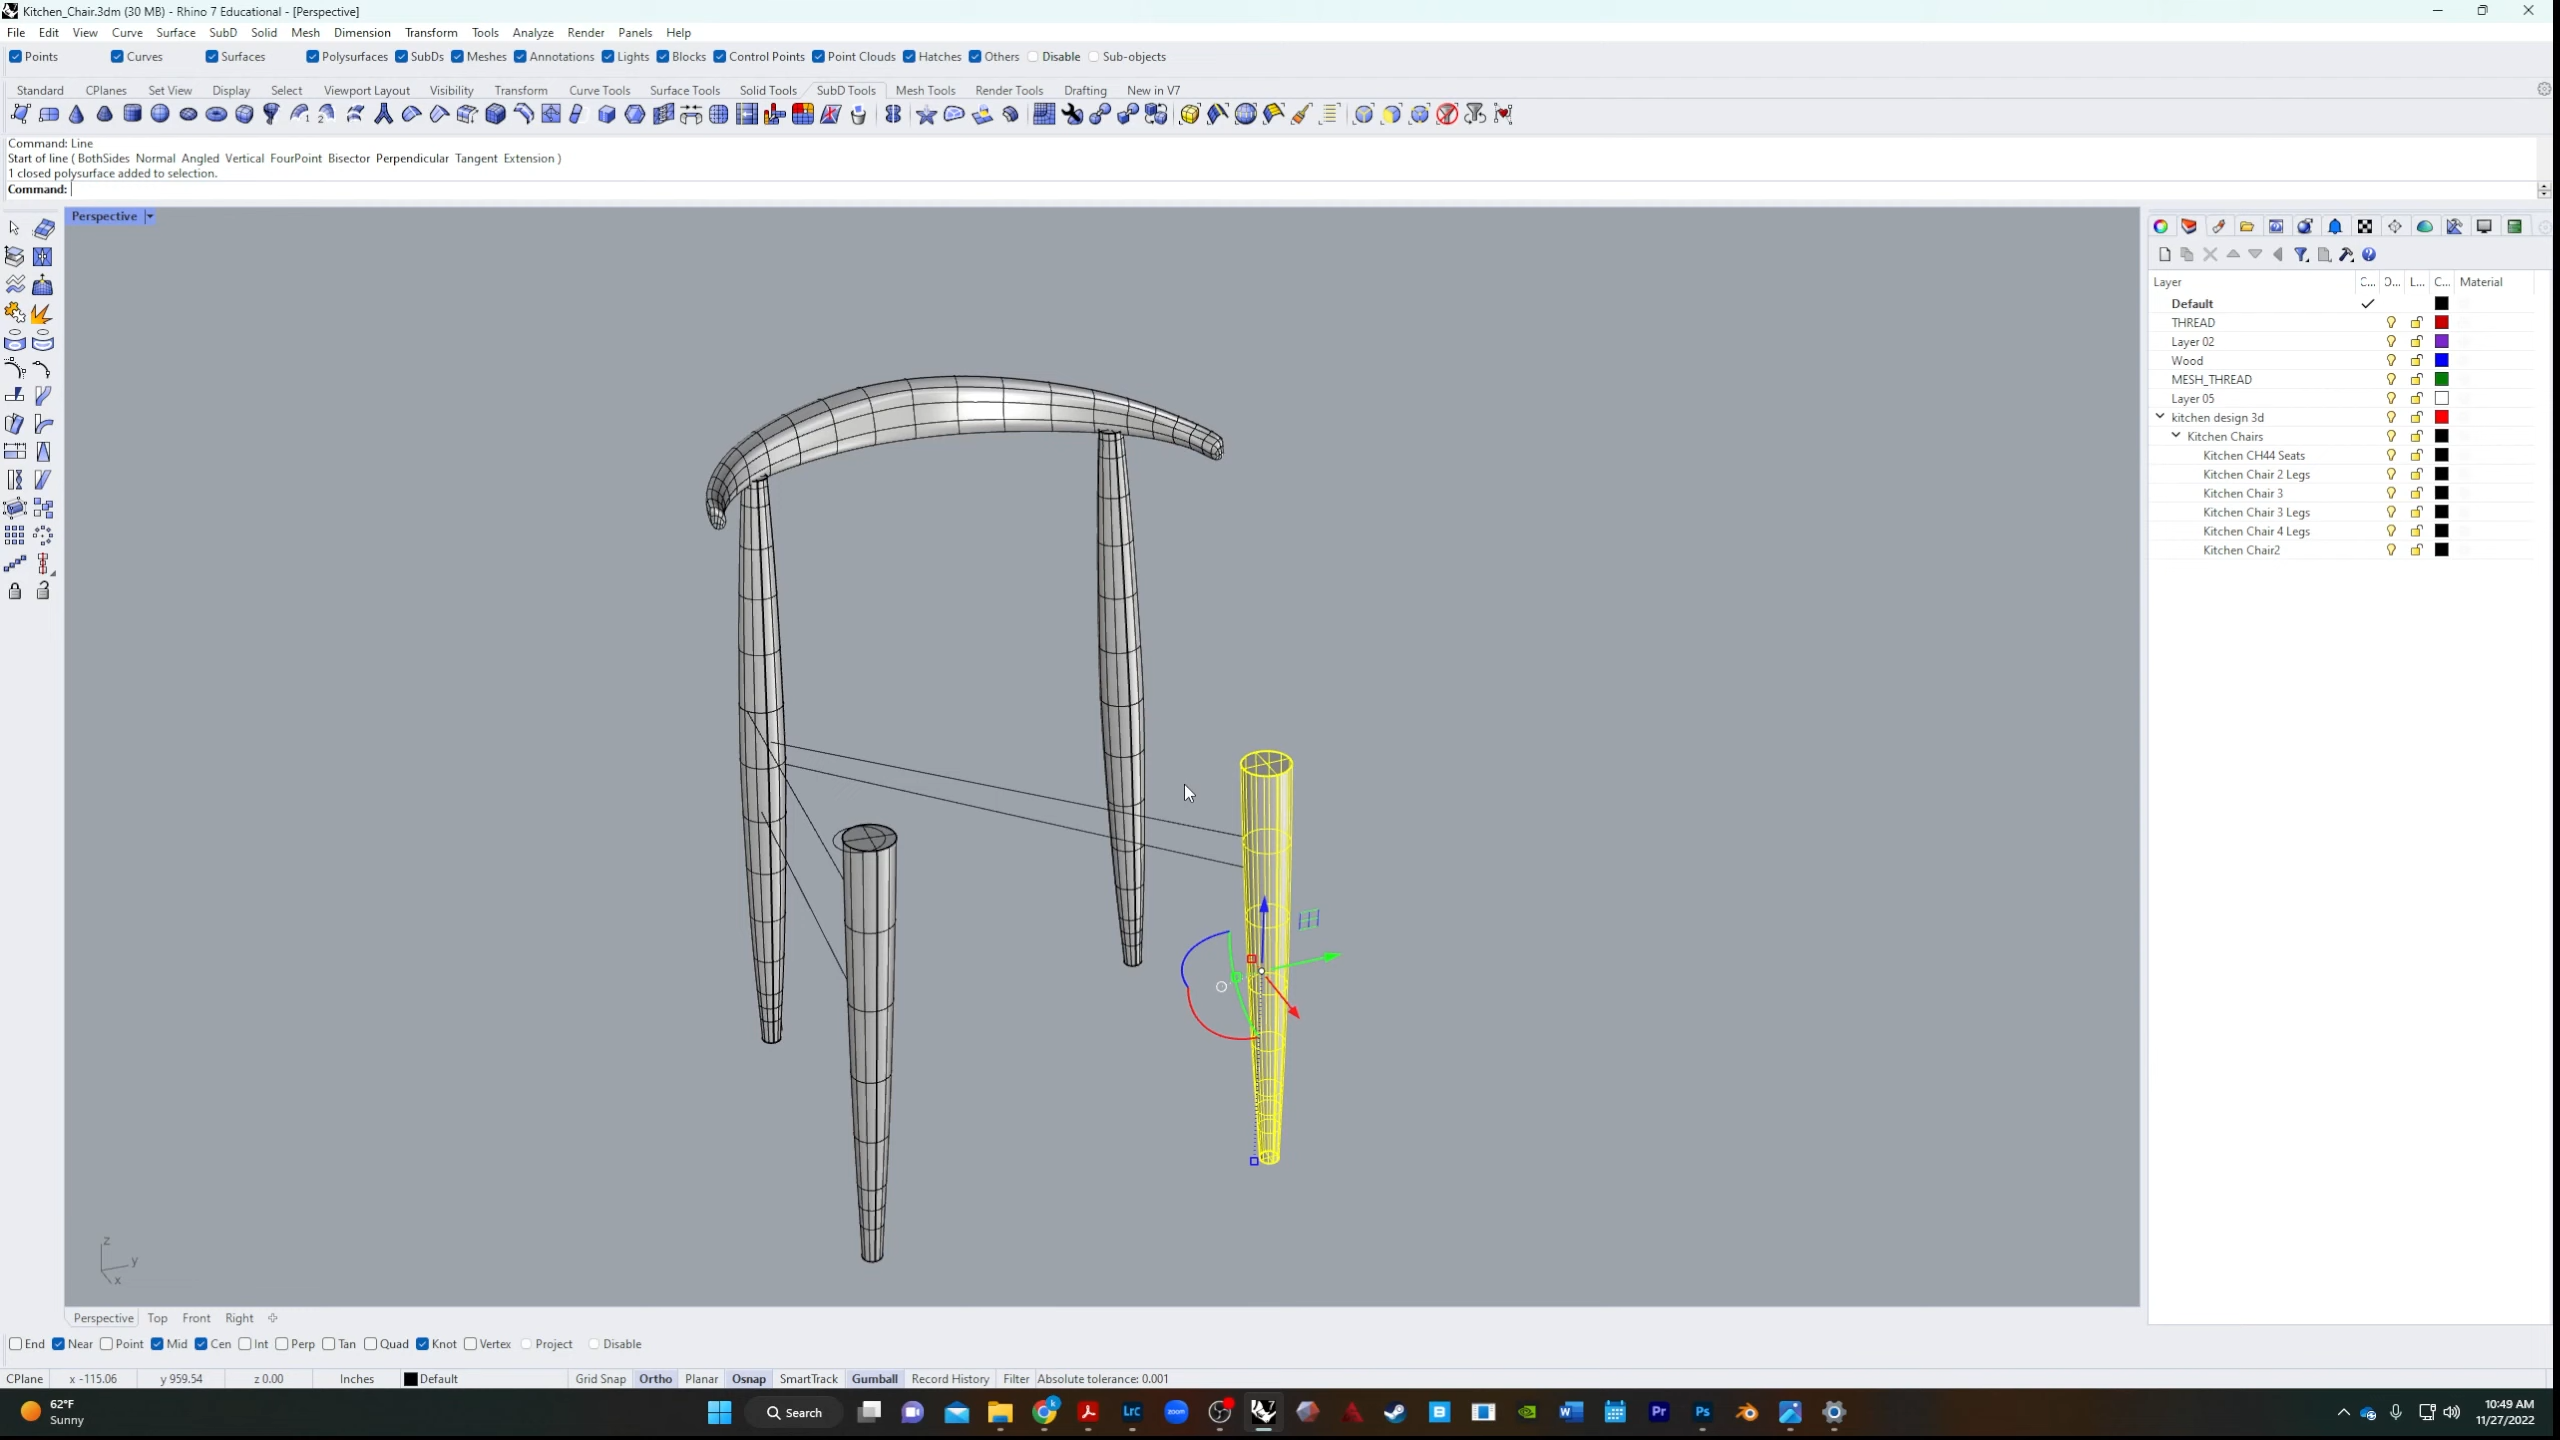 Kitchen_Chair.3dm (30 MB) - Rhino 7 Educational - [Perspective]
File Edit View Curve Surface SubD Solid Mesh Dimension Transform Tools Analyze Render Panels Help
Points Curves Surfaces Polysurfaces SubDs Meshes Annotations Lights Blocks Control Points Point Clouds Hatches Others Disable Sub-objects
Standard CPlanes Set View Display Select Viewport Layout Visibility Transform Curve Tools Surface Tools Solid Tools SubD Tools Mesh Tools Render Tools Drafting New in V7
Command: Line
Start of line ( BothSides Normal Angled Vertical FourPoint Bisector Perpendicular Tangent Extension )
1 closed polysurface added to selection.
Command:
Perspective
Layer C... O... L... C... Material
Default
THREAD
Layer 02
Wood
MESH_THREAD
Layer 05
kitchen design 3d
Kitchen Chairs
Kitchen CH44 Seats
Kitchen Chair 2 Legs
Kitchen Chair 3
Kitchen Chair 3 Legs
Kitchen Chair 4 Legs
Kitchen Chair2
z
y
x
Perspective Top Front Right
End Near Point Mid Cen Int Perp Tan Quad Knot Vertex Project Disable
CPlane x -115.06 y 959.54 z 0.00 Inches Default Grid Snap Ortho Planar Osnap SmartTrack Gumball Record History Filter Absolute tolerance: 0.001
62°F
Sunny
Search
Lrc
zoom
7
B
W
Pr
Ps
10:49 AM
11/27/2022